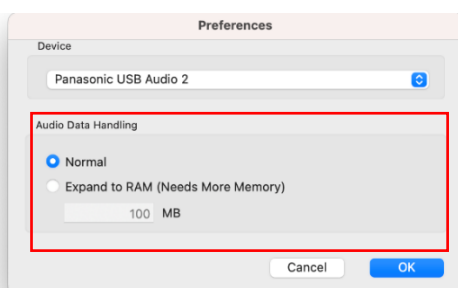 Preferences
Device
Panasonic USB Audio 2
Audio Data Handling
Normal
Expand to RAM (Needs More Memory)
100 MB
Cancel OK